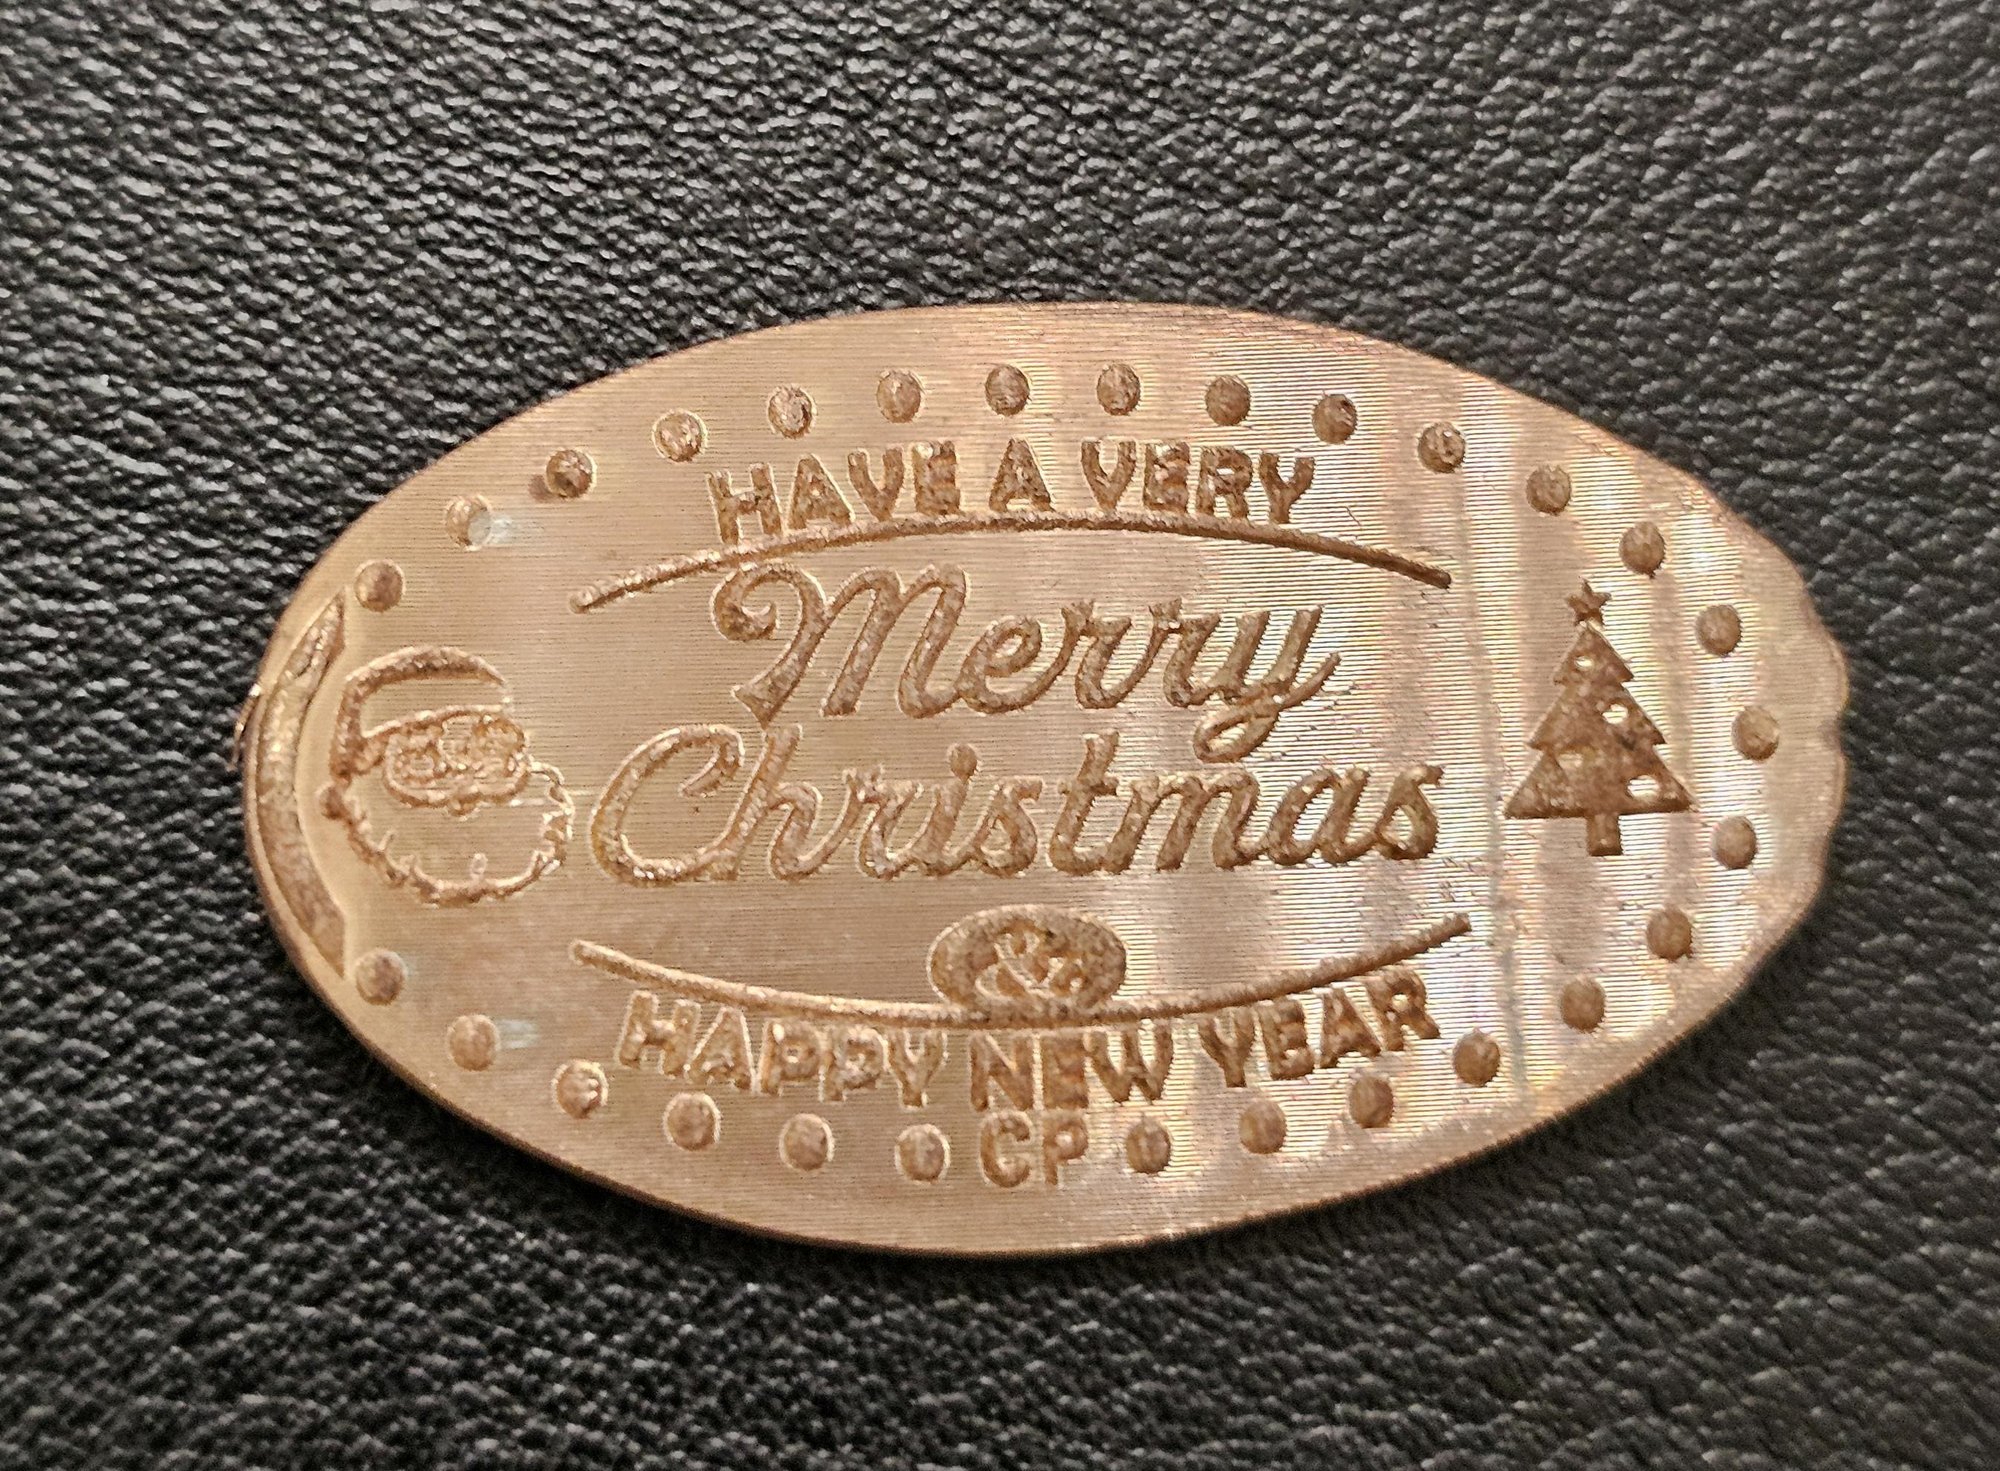 HAVE A VERY
Merry
Christmas
&
HAPPY NEW YEAR
CP